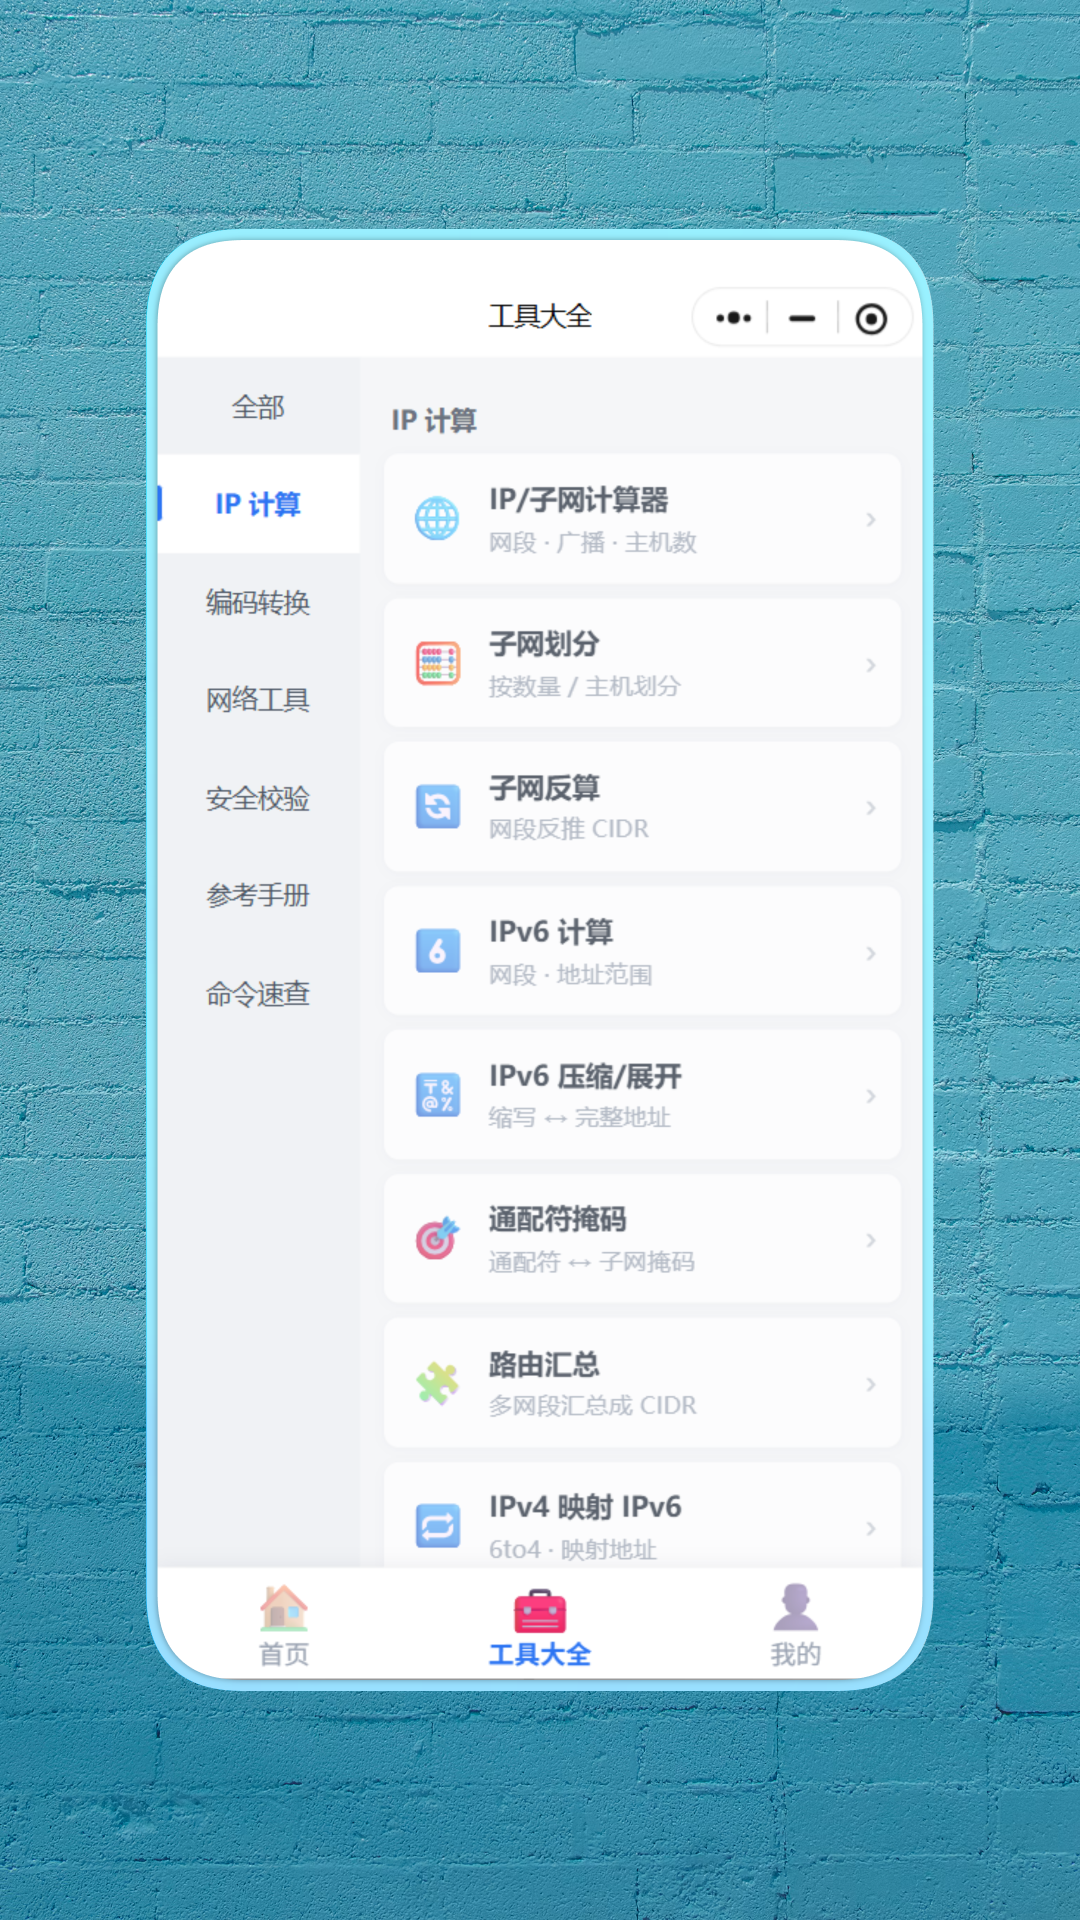 工具大全
全部
IP 计算
编码转换
网络工具
安全校验
参考手册
命令速查
IP 计算
IP/子网计算器
网段 · 广播 · 主机数
子网划分
按数量 / 主机划分
子网反算
网段反推 CIDR
IPv6 计算
网段 · 地址范围
IPv6 压缩/展开
缩写 ↔ 完整地址
通配符掩码
通配符 ↔ 子网掩码
路由汇总
多网段汇总成 CIDR
IPv4 映射 IPv6
6to4 · 映射地址
首页
工具大全
我的